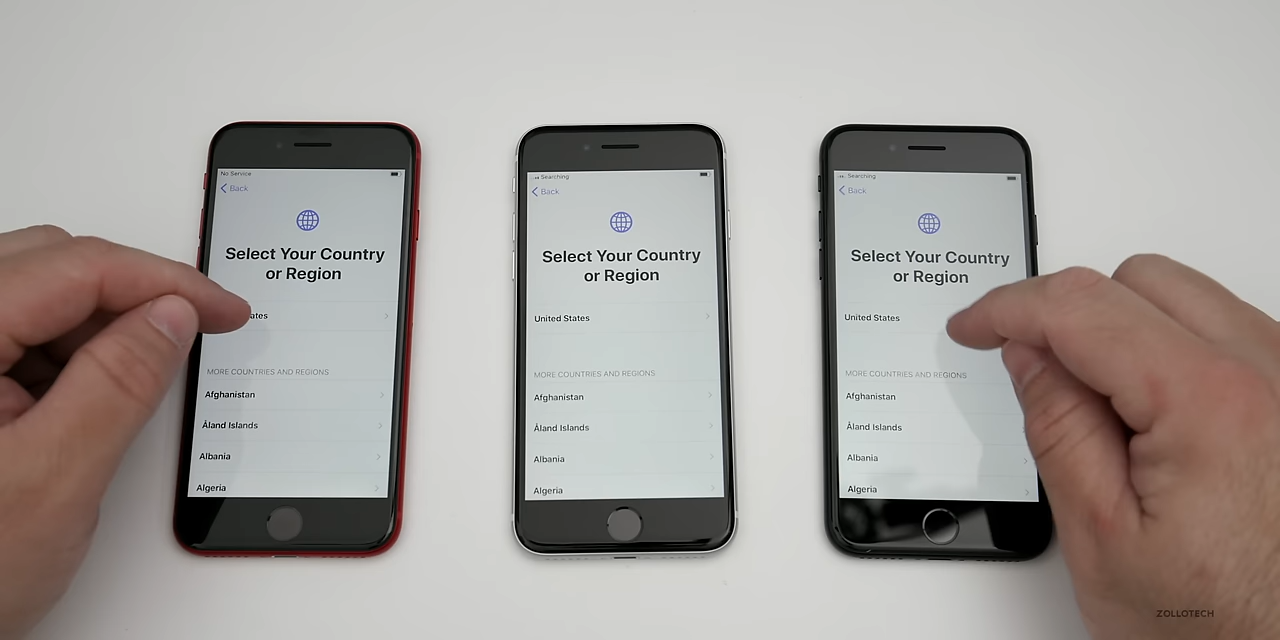 No Service
Back
Select Your Country
or Region
ates
MORE COUNTRIES AND REGIONS
Afghanistan
Åland Islands
Albania
Algeria
Searching
Back
Select Your Country
or Region
United States
MORE COUNTRIES AND REGIONS
Afghanistan
Åland Islands
Albania
Algeria
Searching
Back
Select Your Country
or Region
United States
MORE COUNTRIES AND REGIONS
Afghanistan
Åland Islands
Albania
Algeria
ZOLLOTECH